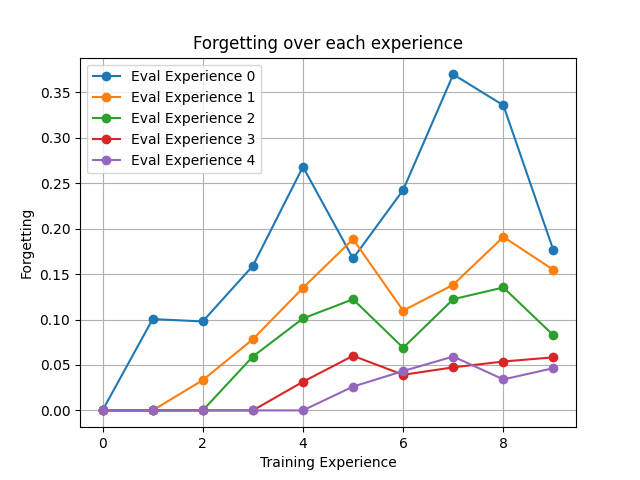 Forgetting over each experience
Eval Experience 0
Eval Experience 1
Eval Experience 2
Eval Experience 3
Eval Experience 4
0.35
0.30
0.25
0.20
0.15
0.10
0.05
0.00
Forgetting
0 2 4 6 8
Training Experience